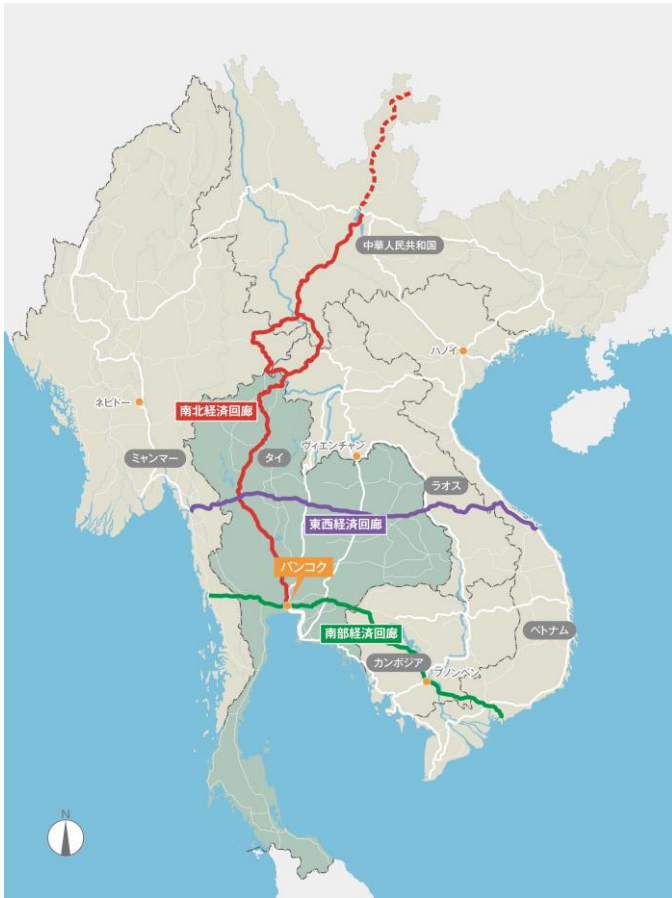 中華人民共和国
ハノイ
ネピドー
南北経済回廊
ヴィエンチャン
ミャンマー
タイ
ラオス
東西経済回廊
バンコク
南部経済回廊
ベトナム
カンボジア
プノンペン
N